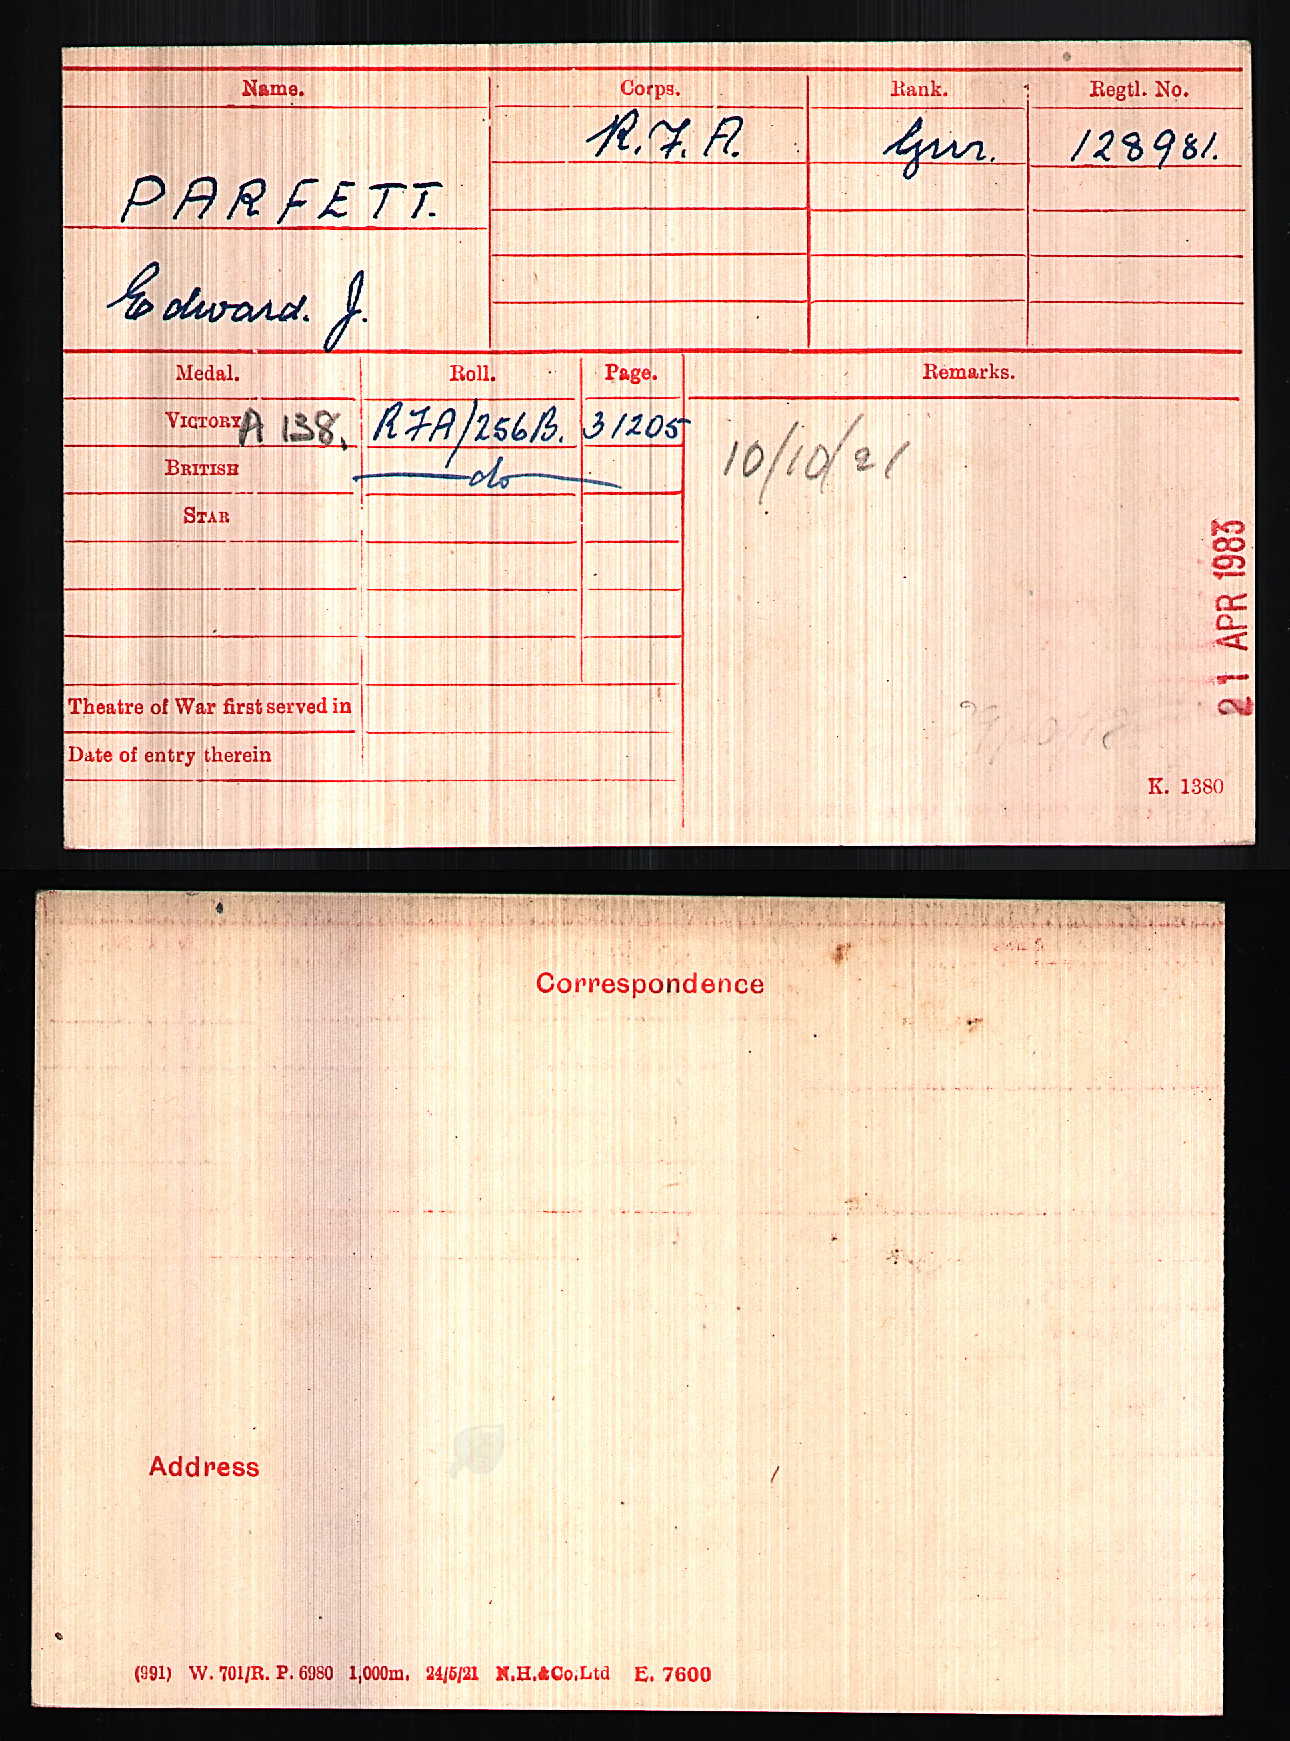 Name. Corps. Rank. Regtl. No.
R.F.A. Gnr. 128981.
PARFETT.
Edward. J.
Medal. Roll. Page. Remarks.
VICTORY A 138. RFA/256B. 31205
10/10/21
BRITISH do
STAR
21 APR 1983
Theatre of War first served in
Date of entry therein
K. 1380
Correspondence
Address
(991) W. 701/R. P. 6980 1,000m. 24/5/21 N.H.&Co.Ltd E. 7600